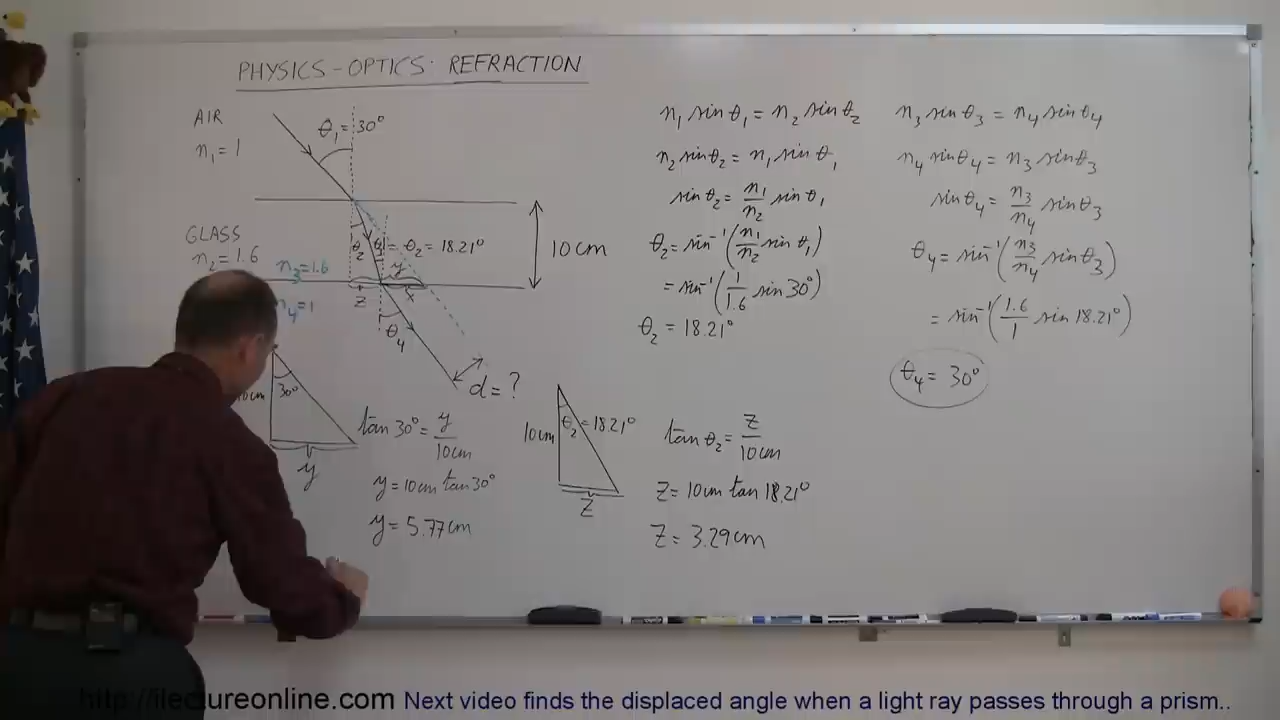 PHYSICS-OPTICS: REFRACTION
AIR
n₁ = 1
θ₁ = 30°
GLASS
n₂ = 1.6
n₃ = 1.6
n₄ = 1
θ₂
θ₃ = θ₂ = 18.21°
y
z
x
θ₄
10 cm
d = ?
10cm
30°
y
tan 30° = y/10cm
y = 10cm tan 30°
y = 5.77cm
10cm
θ₂ = 18.21°
z
tan θ₂ = z/10cm
z = 10cm tan 18.21°
z = 3.29cm
n₁ sin θ₁ = n₂ sin θ₂
n₂ sin θ₂ = n₁ sin θ₁
sin θ₂ = n₁/n₂ sin θ₁
θ₂ = sin⁻¹(n₁/n₂ sin θ₁)
= sin⁻¹(1/1.6 sin 30°)
θ₂ = 18.21°
n₃ sin θ₃ = n₄ sin θ₄
n₄ sin θ₄ = n₃ sin θ₃
sin θ₄ = n₃/n₄ sin θ₃
θ₄ = sin⁻¹(n₃/n₄ sin θ₃)
= sin⁻¹(1.6/1 sin 18.21°)
θ₄ = 30°
http://ilectureonline.com Next video finds the displaced angle when a light ray passes through a prism..